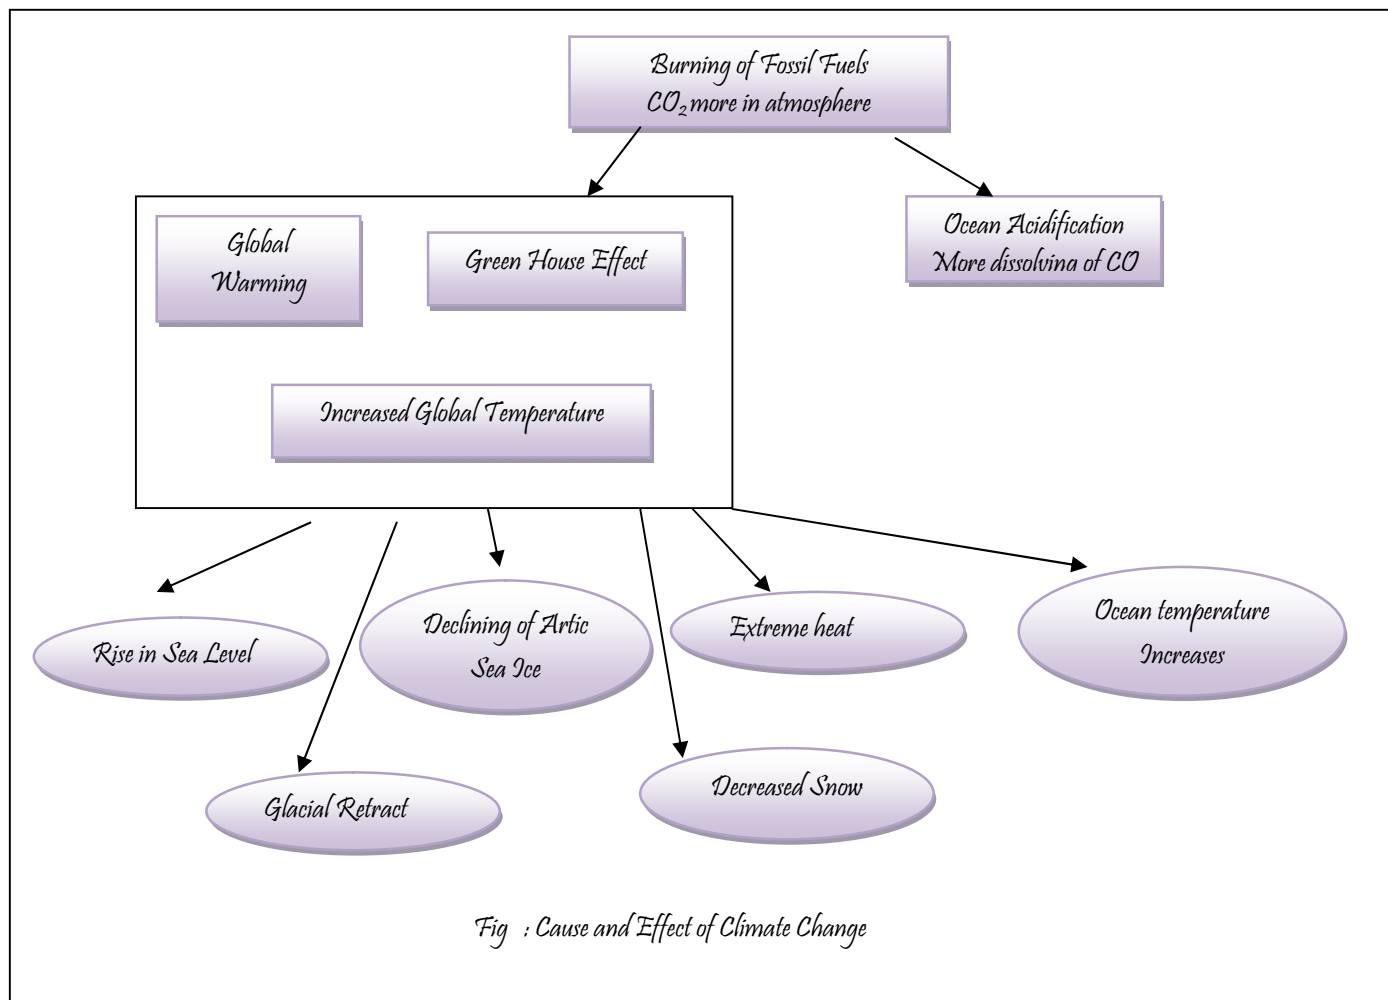 Burning of Fossil Fuels
CO₂ more in atmosphere
Global
Warming
Green House Effect
Ocean Acidification
More dissolving of CO
Increased Global Temperature
Rise in Sea Level
Declining of Artic
Sea Ice
Extreme heat
Ocean temperature
Increases
Glacial Retract
Decreased Snow
Fig : Cause and Effect of Climate Change